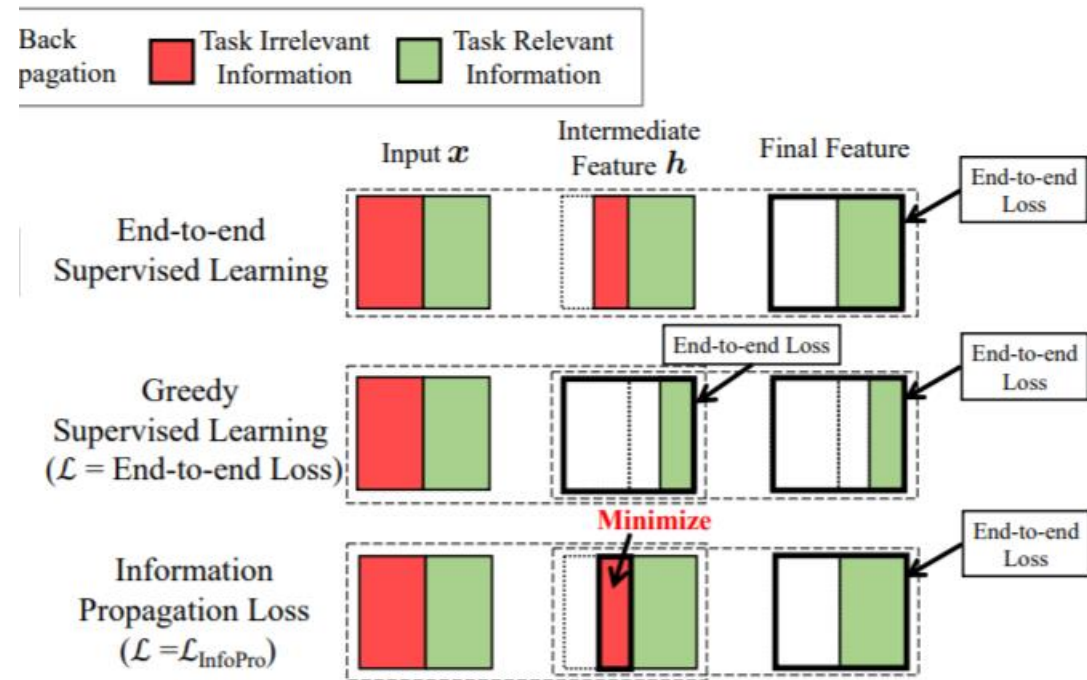 Back
pagation
Task Irrelevant
Information
Task Relevant
Information
Input x
Intermediate
Feature h
Final Feature
End-to-end
Loss
End-to-end
Supervised Learning
End-to-end Loss
End-to-end
Loss
Greedy
Supervised Learning
(ℒ = End-to-end Loss)
Minimize
End-to-end
Loss
Information
Propagation Loss
(ℒ =ℒInfoPro)